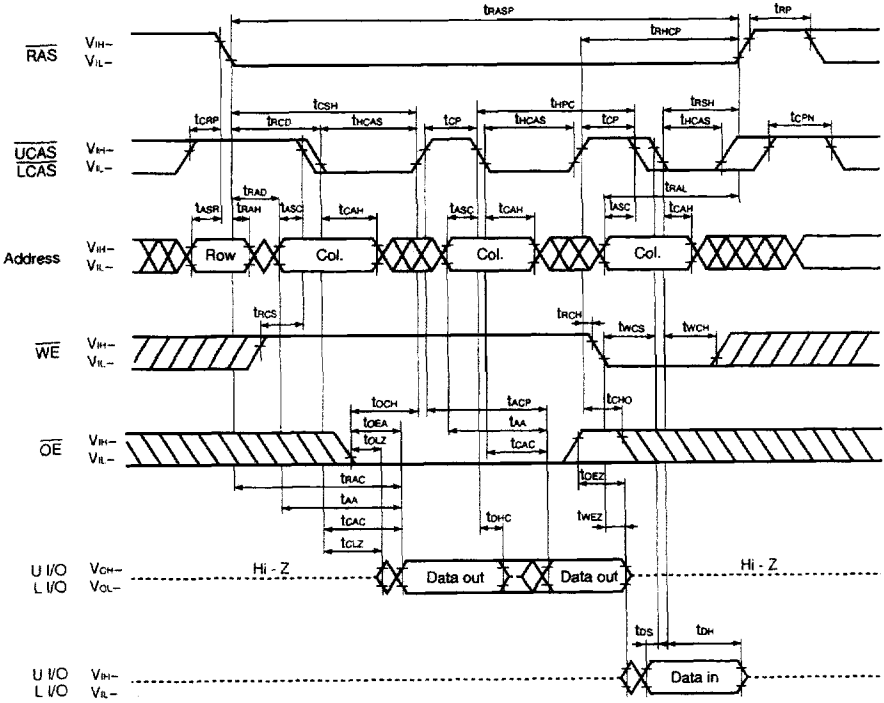 tRASP tRP
tRHCP
RAS VIH–
VIL–
tCSH tHPC tRSH
tCRP tRCD tHCAS tCP tHCAS tCP tHCAS tCPN
UCAS VIH–
LCAS VIL–
tRAD tRAL
tASR tRAH tASC tCAH tASC tCAH tASC tCAH
Address VIH–
VIL–
Row Col. Col. Col.
tRCS tRCH tWCS tWCH
WE VIH–
VIL–
tOCH tACP tCHO
tOEA tAA
tOLZ tCAC
OE VIH–
VIL–
tRAC tOEZ
tAA
tCAC tDHC tWEZ
tCLZ
U I/O VOH–
L I/O VOL–
Hi - Z Data out Data out Hi - Z
tDS tDH
U I/O VIH–
L I/O VIL–
Data in